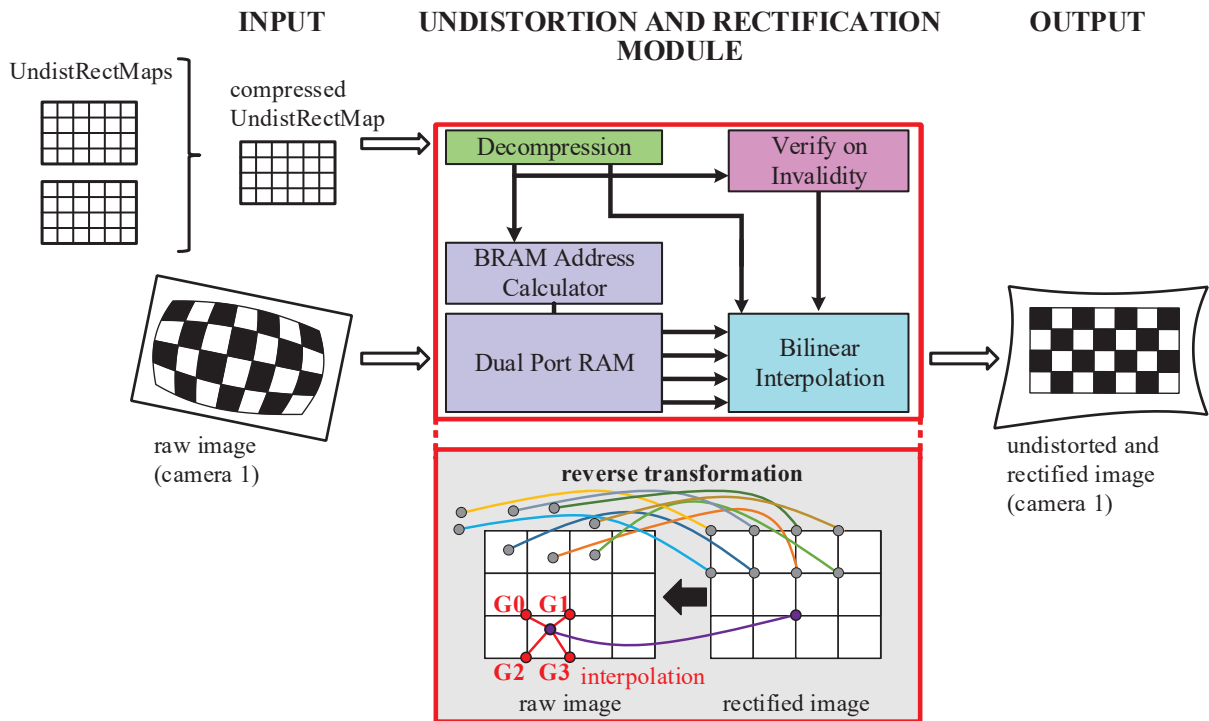 INPUT
UNDISTORTION AND RECTIFICATION
MODULE
OUTPUT
UndistRectMaps
compressed
UndistRectMap
Decompression
Verify on
Invalidity
BRAM Address
Calculator
Dual Port RAM
Bilinear
Interpolation
raw image
(camera 1)
undistorted and
rectified image
(camera 1)
reverse transformation
G0
G1
G2
G3
interpolation
raw image
rectified image